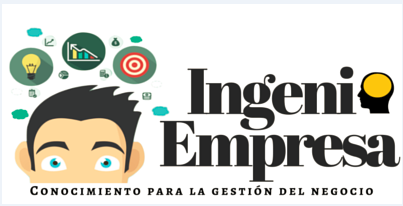 Ingenio
Empresa
CONOCIMIENTO PARA LA GESTIÓN DEL NEGOCIO